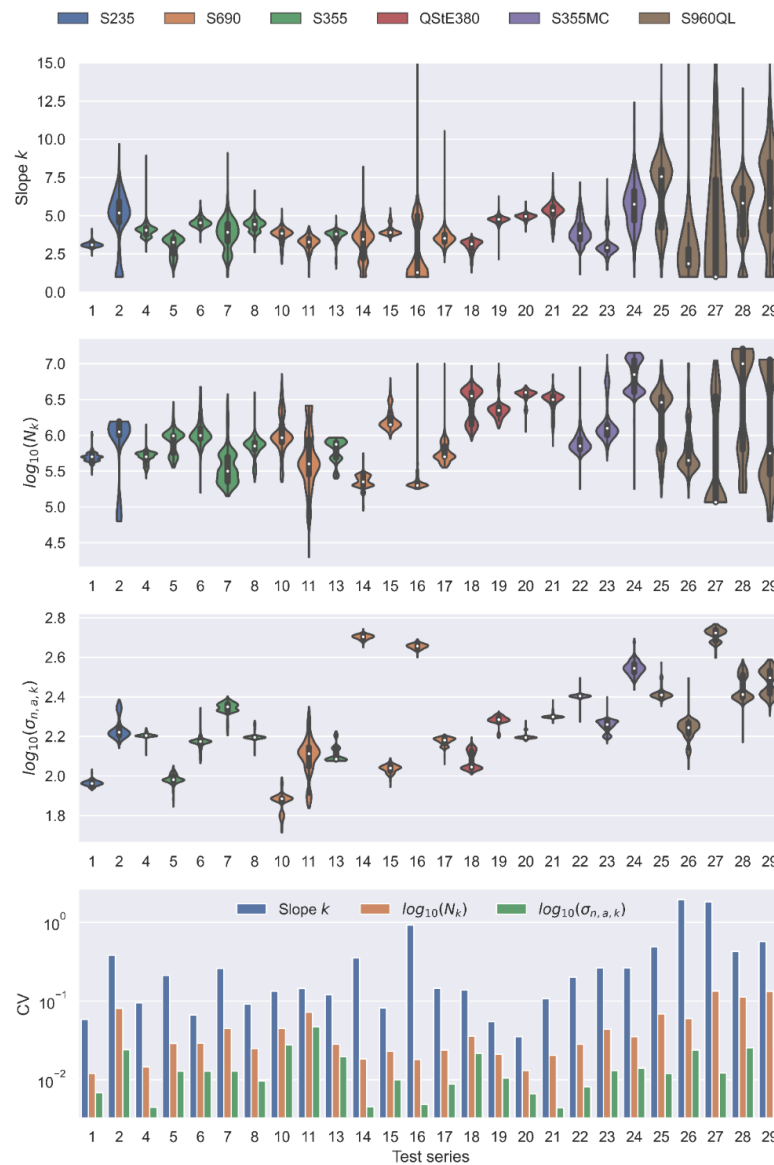 S235 S690 S355 QStE380 S355MC S960QL
15.0
12.5
10.0
7.5
5.0
2.5
0.0
Slope k
1 2 4 5 6 7 8 10 11 13 14 15 16 17 18 19 20 21 22 23 24 25 26 27 28 29
7.0
6.5
6.0
5.5
5.0
4.5
log₁₀(Nₖ)
1 2 4 5 6 7 8 10 11 13 14 15 16 17 18 19 20 21 22 23 24 25 26 27 28 29
2.8
2.6
2.4
2.2
2.0
1.8
log₁₀(σₙ,ₐ,ₖ)
1 2 4 5 6 7 8 10 11 13 14 15 16 17 18 19 20 21 22 23 24 25 26 27 28 29
Slope k log₁₀(Nₖ) log₁₀(σₙ,ₐ,ₖ)
10⁰
10⁻¹
10⁻²
CV
1 2 4 5 6 7 8 10 11 13 14 15 16 17 18 19 20 21 22 23 24 25 26 27 28 29
Test series